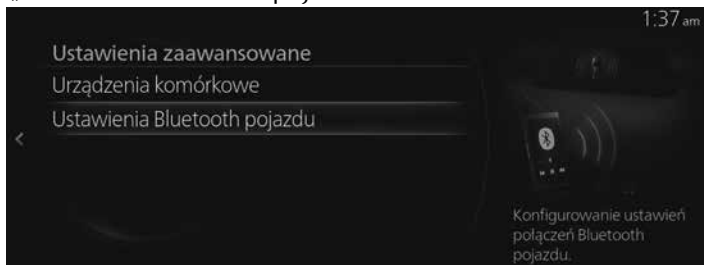 1:37 am
Ustawienia zaawansowane
Urządzenia komórkowe
Ustawienia Bluetooth pojazdu
Konfigurowanie ustawień
połączeń Bluetooth
pojazdu.